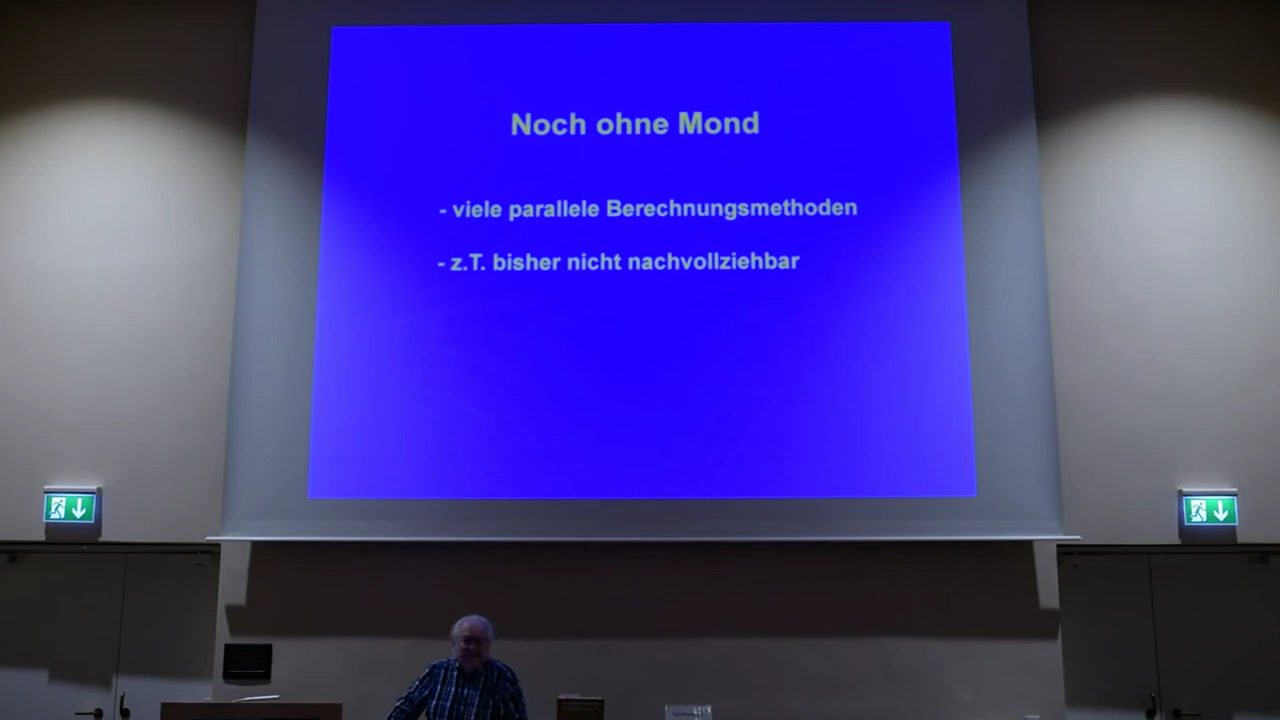 Noch ohne Mond
- viele parallele Berechnungsmethoden
- z.T. bisher nicht nachvollziehbar